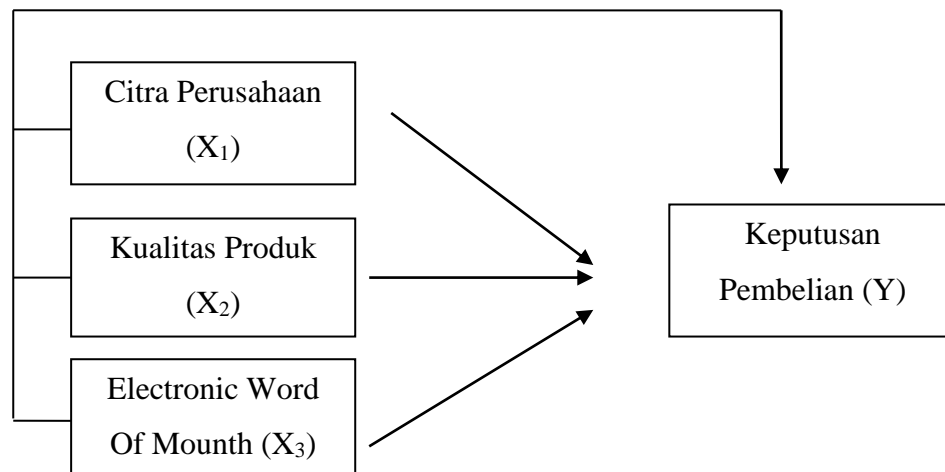 Citra Perusahaan
(X₁)
Kualitas Produk
(X₂)
Electronic Word
Of Mounth (X₃)
Keputusan
Pembelian (Y)